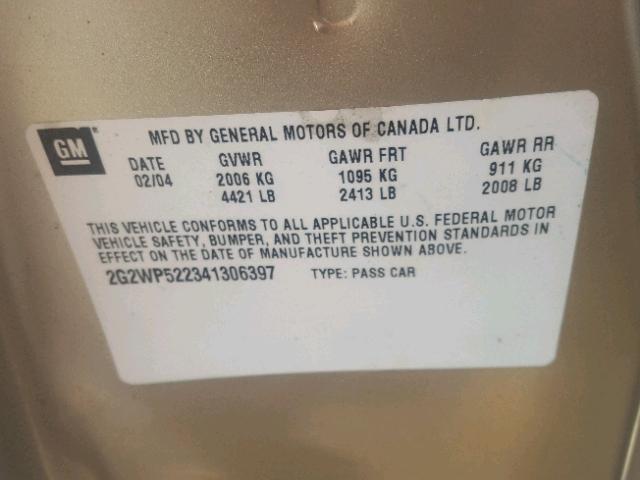 GM
MFD BY GENERAL MOTORS OF CANADA LTD.
DATE GVWR GAWR FRT GAWR RR
02/04 2006 KG 1095 KG 911 KG
4421 LB 2413 LB 2008 LB
THIS VEHICLE CONFORMS TO ALL APPLICABLE U.S. FEDERAL MOTOR
VEHICLE SAFETY, BUMPER, AND THEFT PREVENTION STANDARDS IN
EFFECT ON THE DATE OF MANUFACTURE SHOWN ABOVE.
2G2WP522341306397 TYPE: PASS CAR